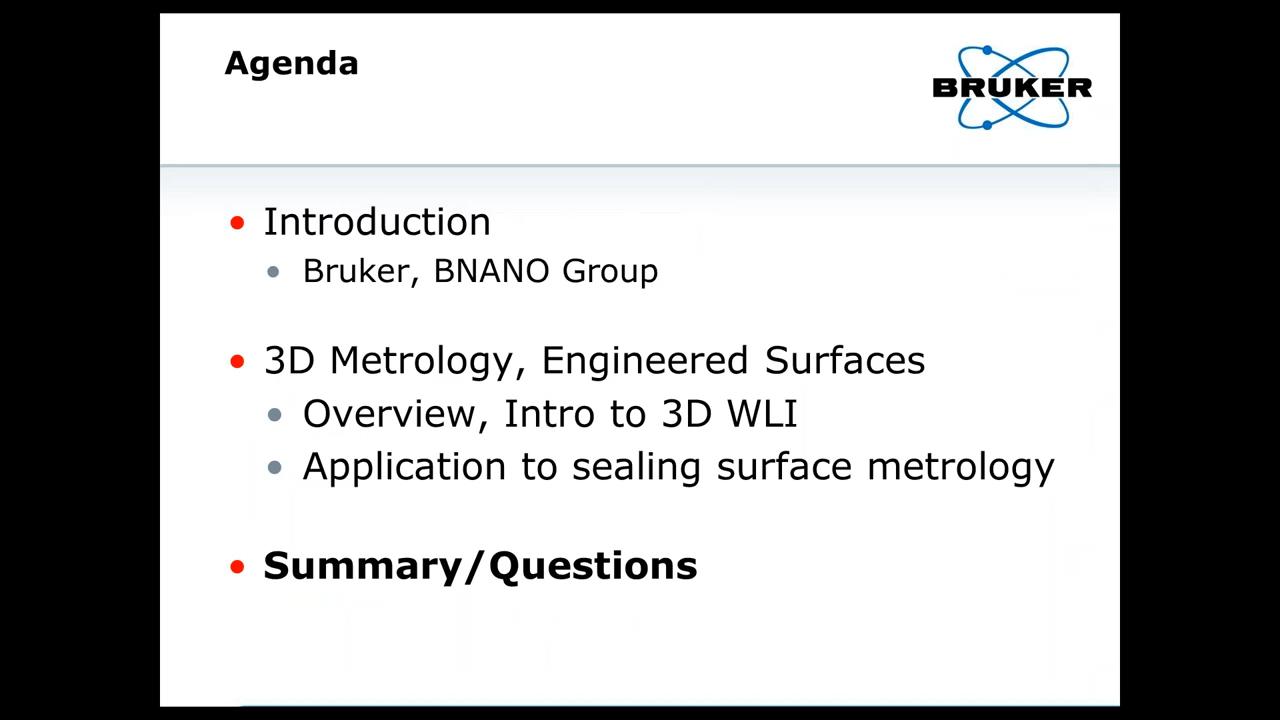 Agenda
BRUKER
Introduction
Bruker, BNANO Group
3D Metrology, Engineered Surfaces
Overview, Intro to 3D WLI
Application to sealing surface metrology
Summary/Questions